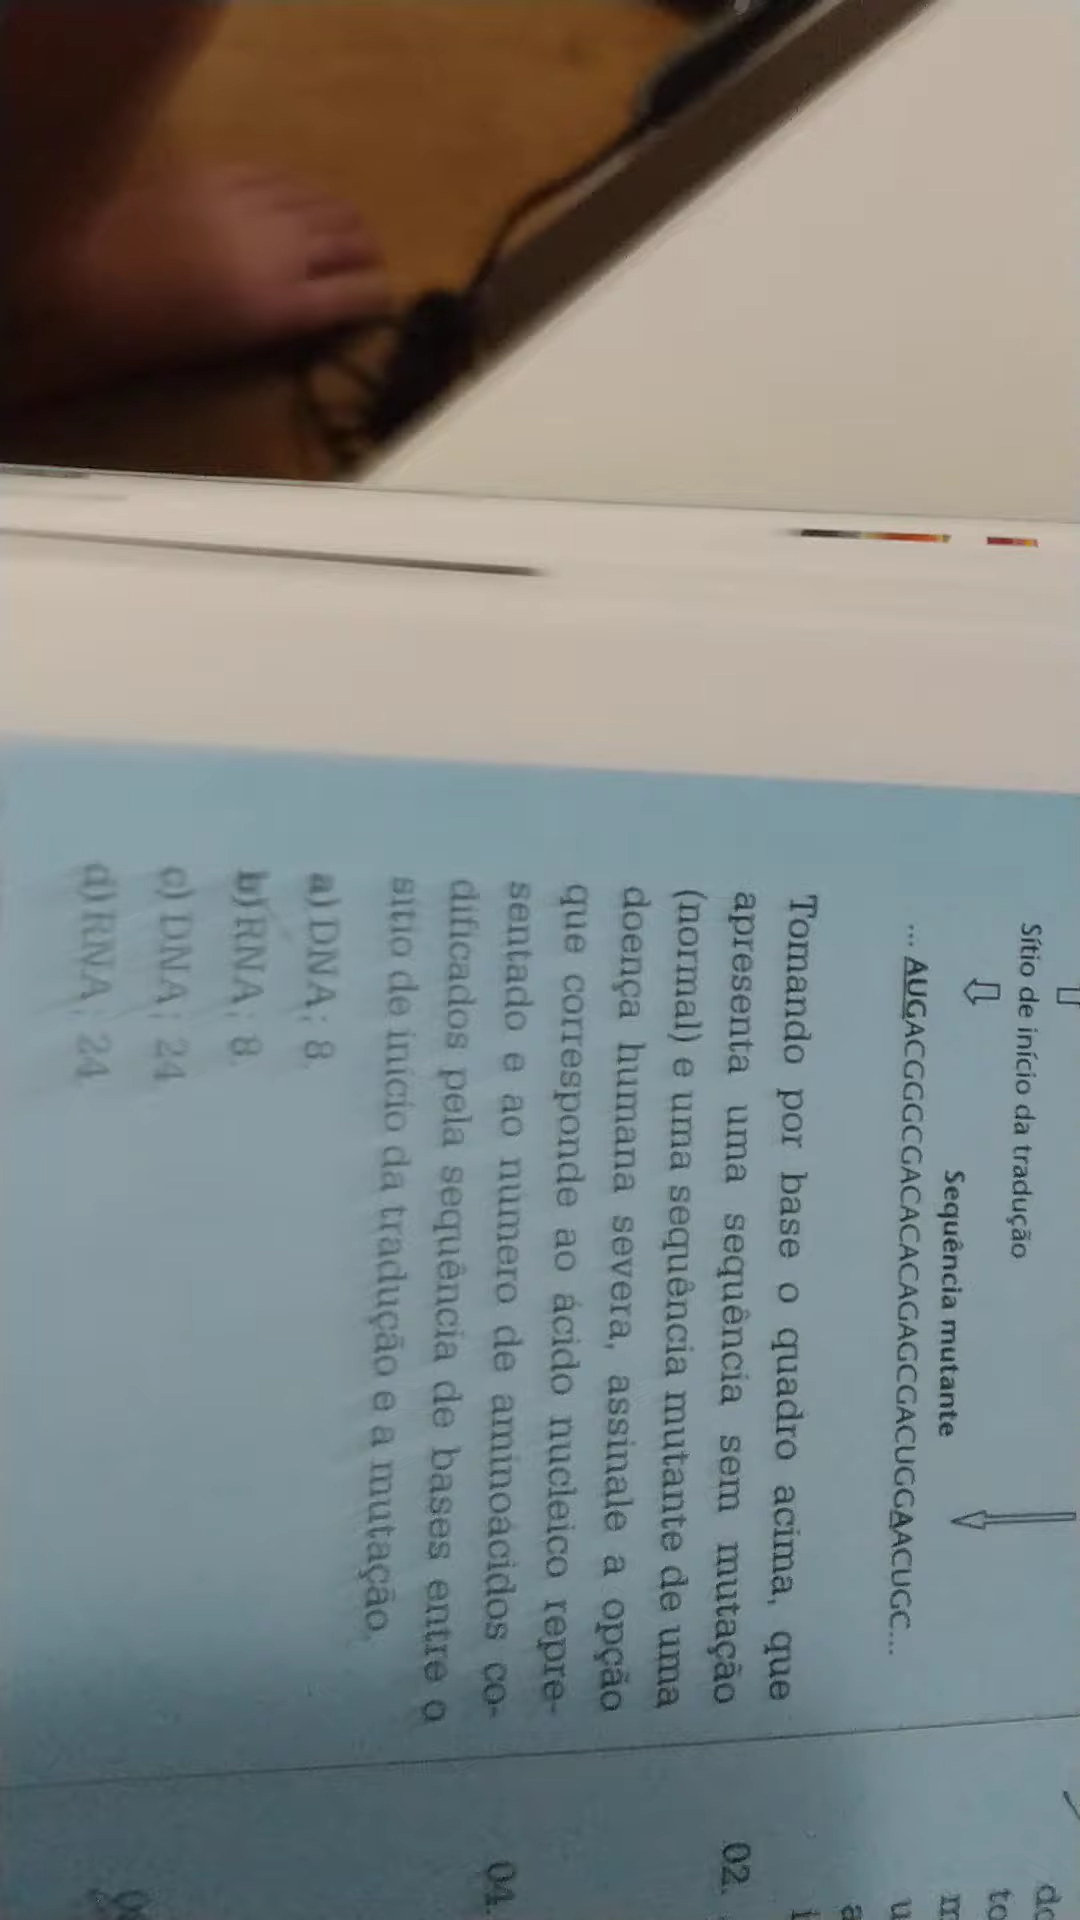 Sítio de início da tradução
Sequência mutante
... AUGACGGGCGACACACAGAGCGACUGGAACUGC...
Tomando por base o quadro acima, que
apresenta uma sequência sem mutação
(normal) e uma sequência mutante de uma
doença humana severa, assinale a opção
que corresponde ao ácido nucleico repre-
sentado e ao número de aminoácidos co-
dificados pela sequência de bases entre o
sítio de início da tradução e a mutação.
a) DNA; 8.
b) RNA; 8.
c) DNA; 24.
d) RNA; 24.
02.
04.